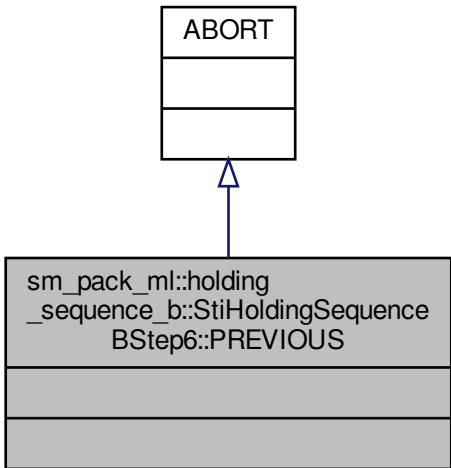 ABORT
sm_pack_ml::holding
_sequence_b::StiHoldingSequence
BStep6::PREVIOUS